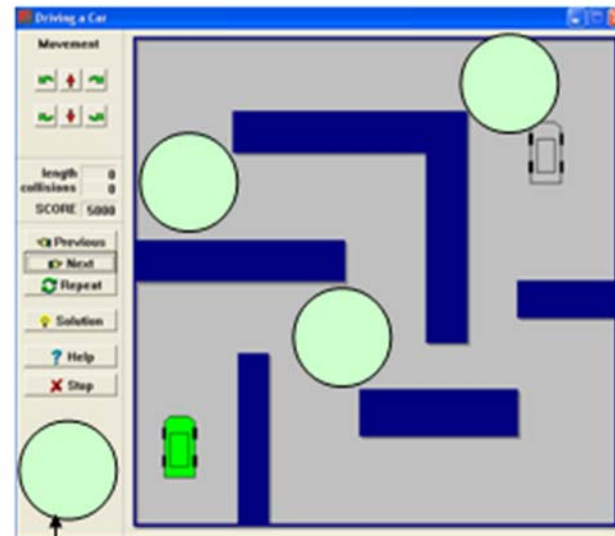 Driving a Car
Movement
length 0
collisions 0
SCORE 5000
Previous
Next
Repeat
Solution
Help
Stop